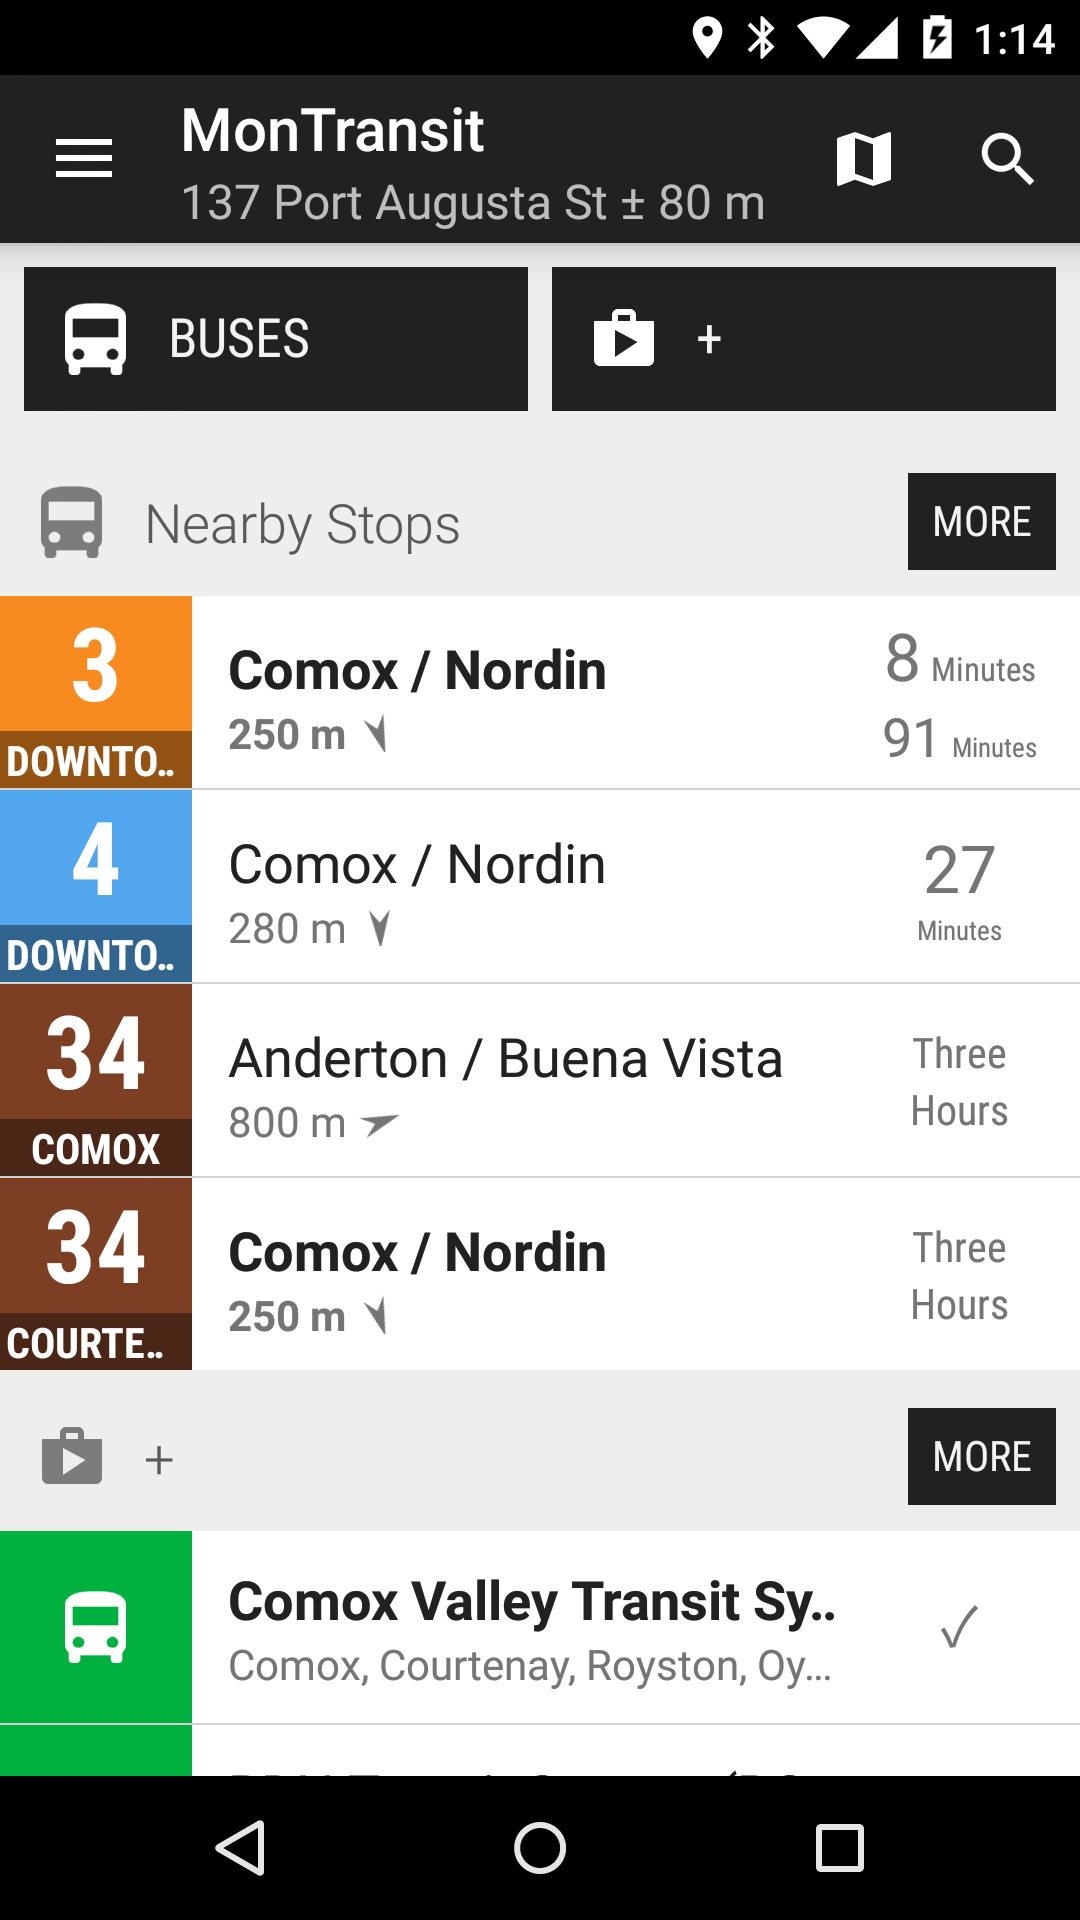 1:14
MonTransit
137 Port Augusta St ± 80 m
BUSES
+
Nearby Stops
MORE
3
DOWNTO..
Comox / Nordin
250 m
8 Minutes
91 Minutes
4
DOWNTO..
Comox / Nordin
280 m
27
Minutes
34
COMOX
Anderton / Buena Vista
800 m
Three
Hours
34
COURTE..
Comox / Nordin
250 m
Three
Hours
+
MORE
Comox Valley Transit Sy..
Comox, Courtenay, Royston, Oy...